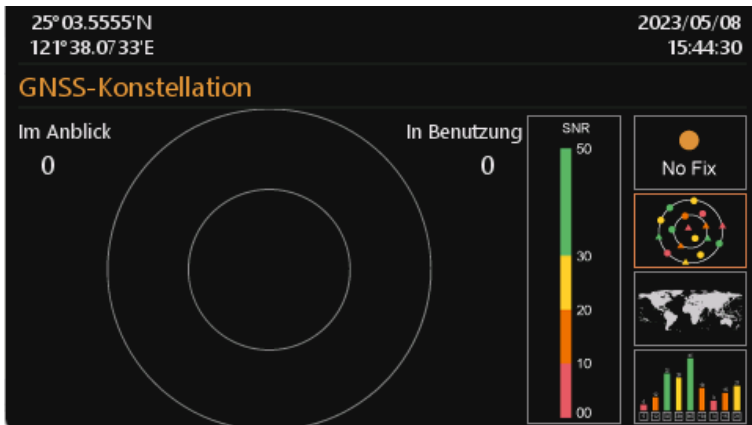 25°03.5555'N
121°38.0733'E
2023/05/08
15:44:30
GNSS-Konstellation
Im Anblick
0
In Benutzung
0
SNR
50
30
20
10
00
No Fix